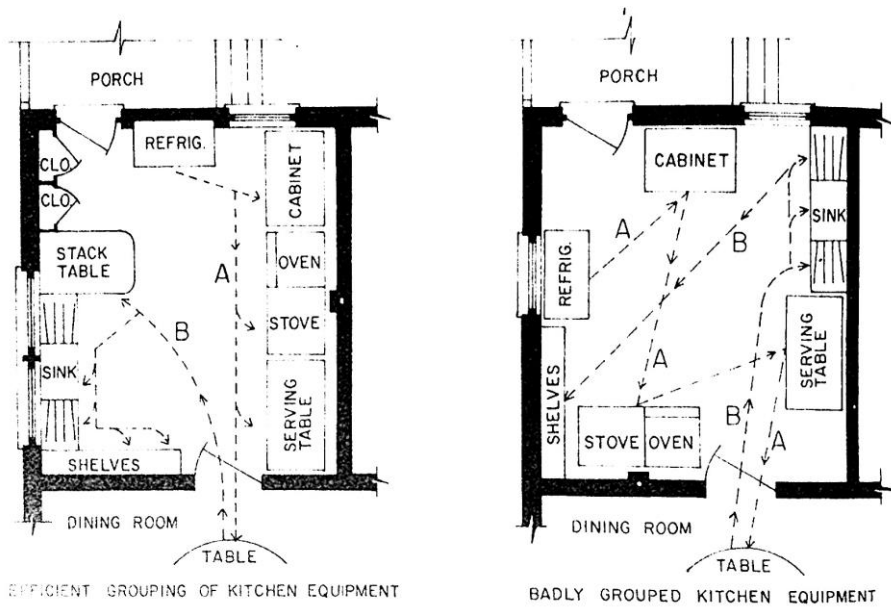 PORCH
REFRIG.
CLO.
CLO.
CABINET
STACK
TABLE
A
OVEN
B
STOVE
SINK
SERVING
TABLE
SHELVES
DINING ROOM
TABLE
EFFICIENT GROUPING OF KITCHEN EQUIPMENT
PORCH
CABINET
A
B
SINK
REFRIG.
A
SERVING
TABLE
SHELVES
B
STOVE
OVEN
A
DINING ROOM
TABLE
BADLY GROUPED KITCHEN EQUIPMENT